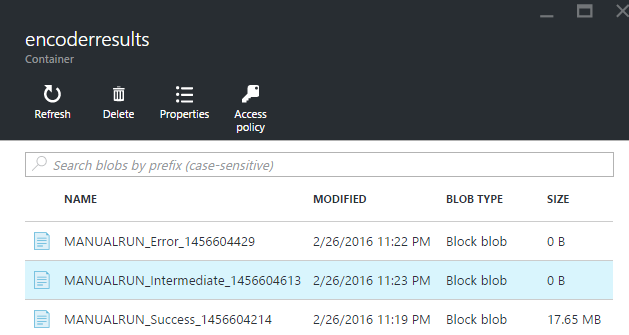 encoderresults
Container
Refresh Delete Properties Access policy
Search blobs by prefix (case-sensitive)
NAME MODIFIED BLOB TYPE SIZE
MANUALRUN_Error_1456604429 2/26/2016 11:22 PM Block blob 0 B
MANUALRUN_Intermediate_1456604613 2/26/2016 11:23 PM Block blob 0 B
MANUALRUN_Success_1456604214 2/26/2016 11:19 PM Block blob 17.65 MB